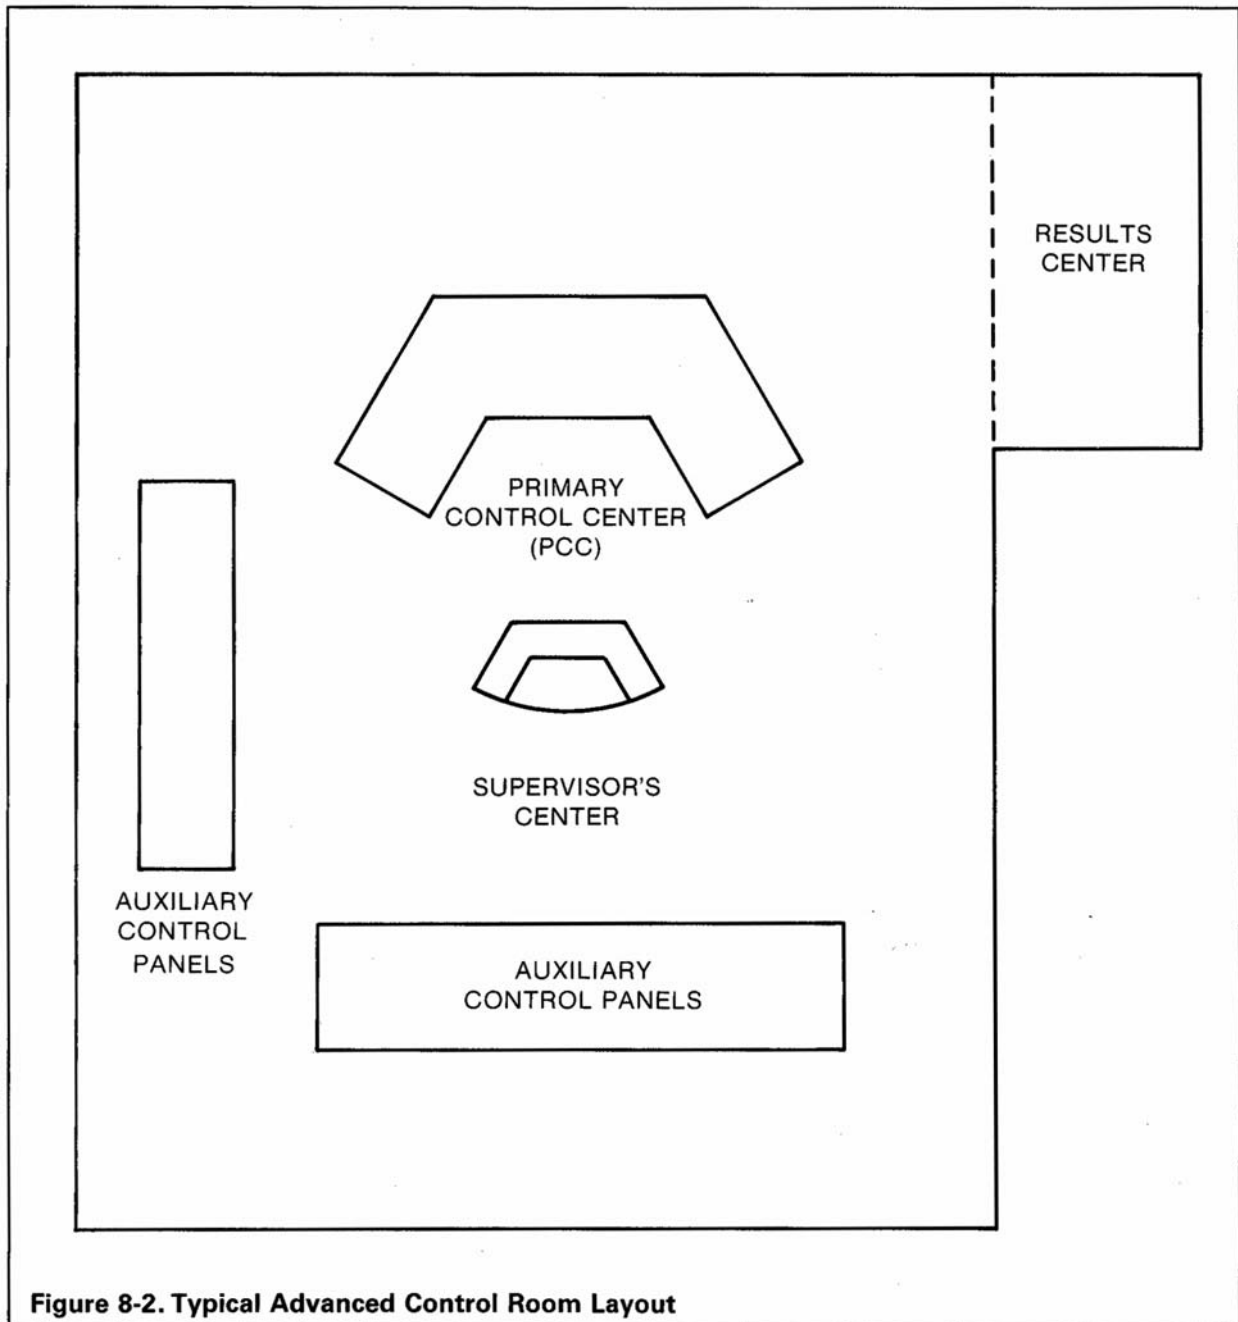 RESULTS
CENTER
PRIMARY
CONTROL CENTER
(PCC)
SUPERVISOR'S
CENTER
AUXILIARY
CONTROL
PANELS
AUXILIARY
CONTROL PANELS
Figure 8-2. Typical Advanced Control Room Layout